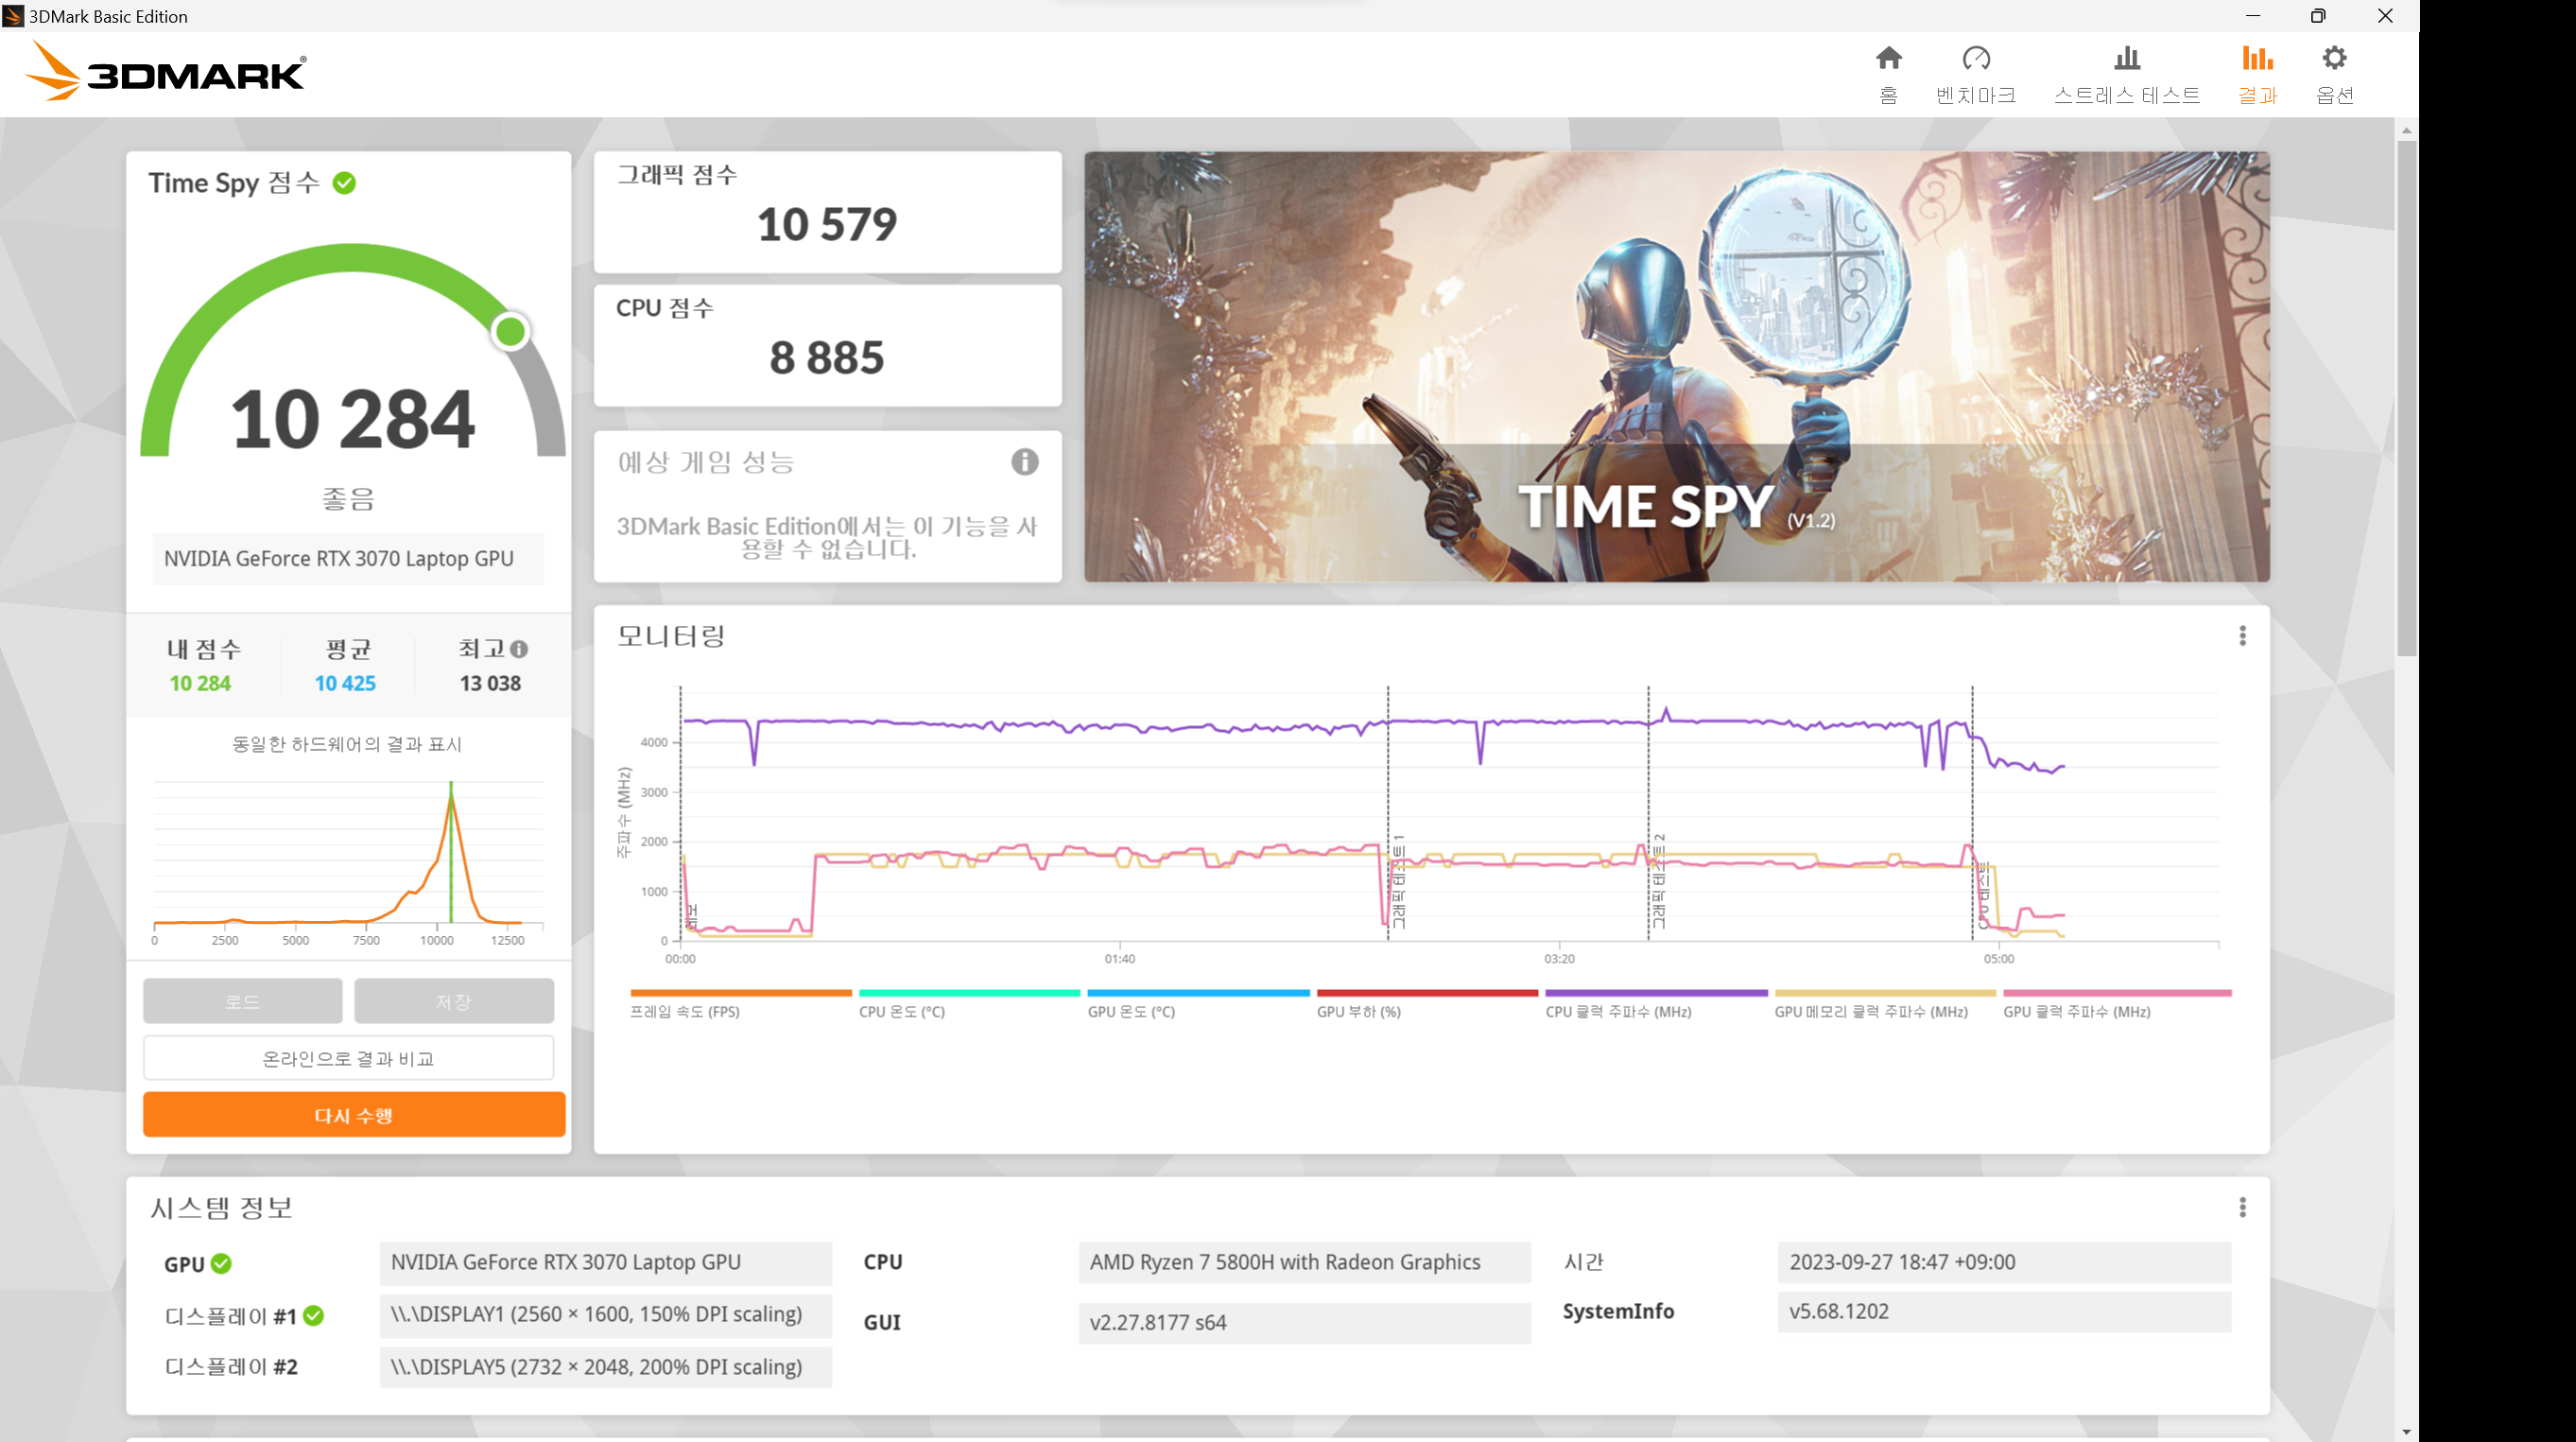 3DMark Basic Edition
3DMARK®
홈
벤치마크
스트레스 테스트
결과
옵션
Time Spy 점수
10 284
좋음
NVIDIA GeForce RTX 3070 Laptop GPU
내 점수
평균
최고
10 284
10 425
13 038
동일한 하드웨어의 결과 표시
0 2500 5000 7500 10000 12500
로드
저장
온라인으로 결과 비교
다시 수행
그래픽 점수
10 579
CPU 점수
8 885
예상 게임 성능
3DMark Basic Edition에서는 이 기능을 사
용할 수 없습니다.
TIME SPY (V1.2)
모니터링
주파수 (MHz)
4000
3000
2000
1000
0
데모
그래픽 테스트 1
그래픽 테스트 2
CPU 테스트
00:00 01:40 03:20 05:00
프레임 속도 (FPS)
CPU 온도 (°C)
GPU 온도 (°C)
GPU 부하 (%)
CPU 클럭 주파수 (MHz)
GPU 메모리 클럭 주파수 (MHz)
GPU 클럭 주파수 (MHz)
시스템 정보
GPU
NVIDIA GeForce RTX 3070 Laptop GPU
디스플레이 #1
\\.\DISPLAY1 (2560 × 1600, 150% DPI scaling)
디스플레이 #2
\\.\DISPLAY5 (2732 × 2048, 200% DPI scaling)
CPU
AMD Ryzen 7 5800H with Radeon Graphics
GUI
v2.27.8177 s64
시간
2023-09-27 18:47 +09:00
SystemInfo
v5.68.1202